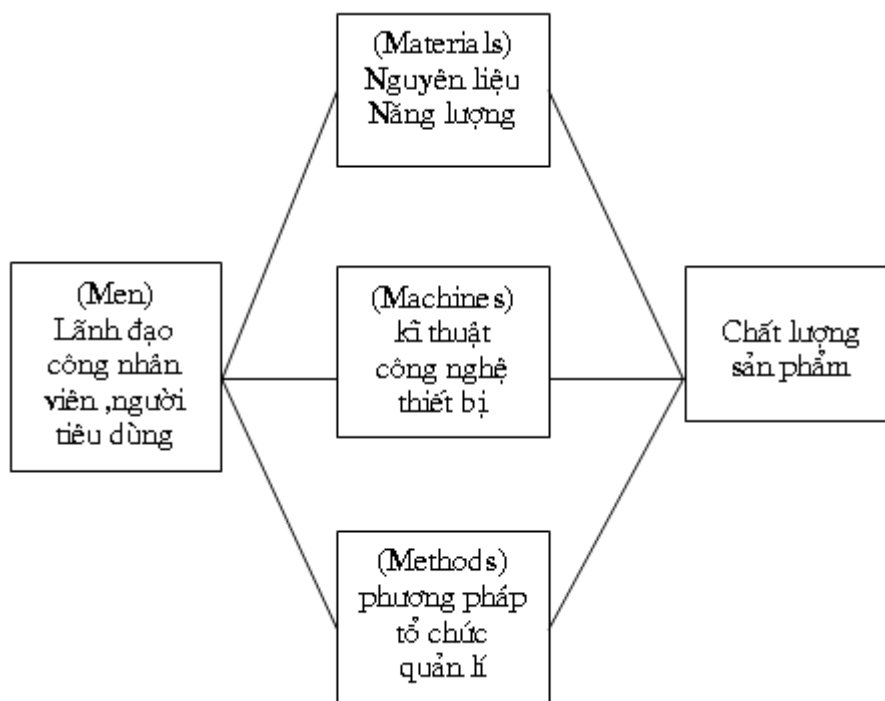 (Materials)
Nguyên liệu
Năng lượng
(Men)
Lãnh đạo
công nhân
viên ,người
tiêu dùng
(Machines)
kĩ thuật
công nghệ
thiết bị
Chất lượng
sản phẩm
(Methods)
phương pháp
tổ chức
quản lí